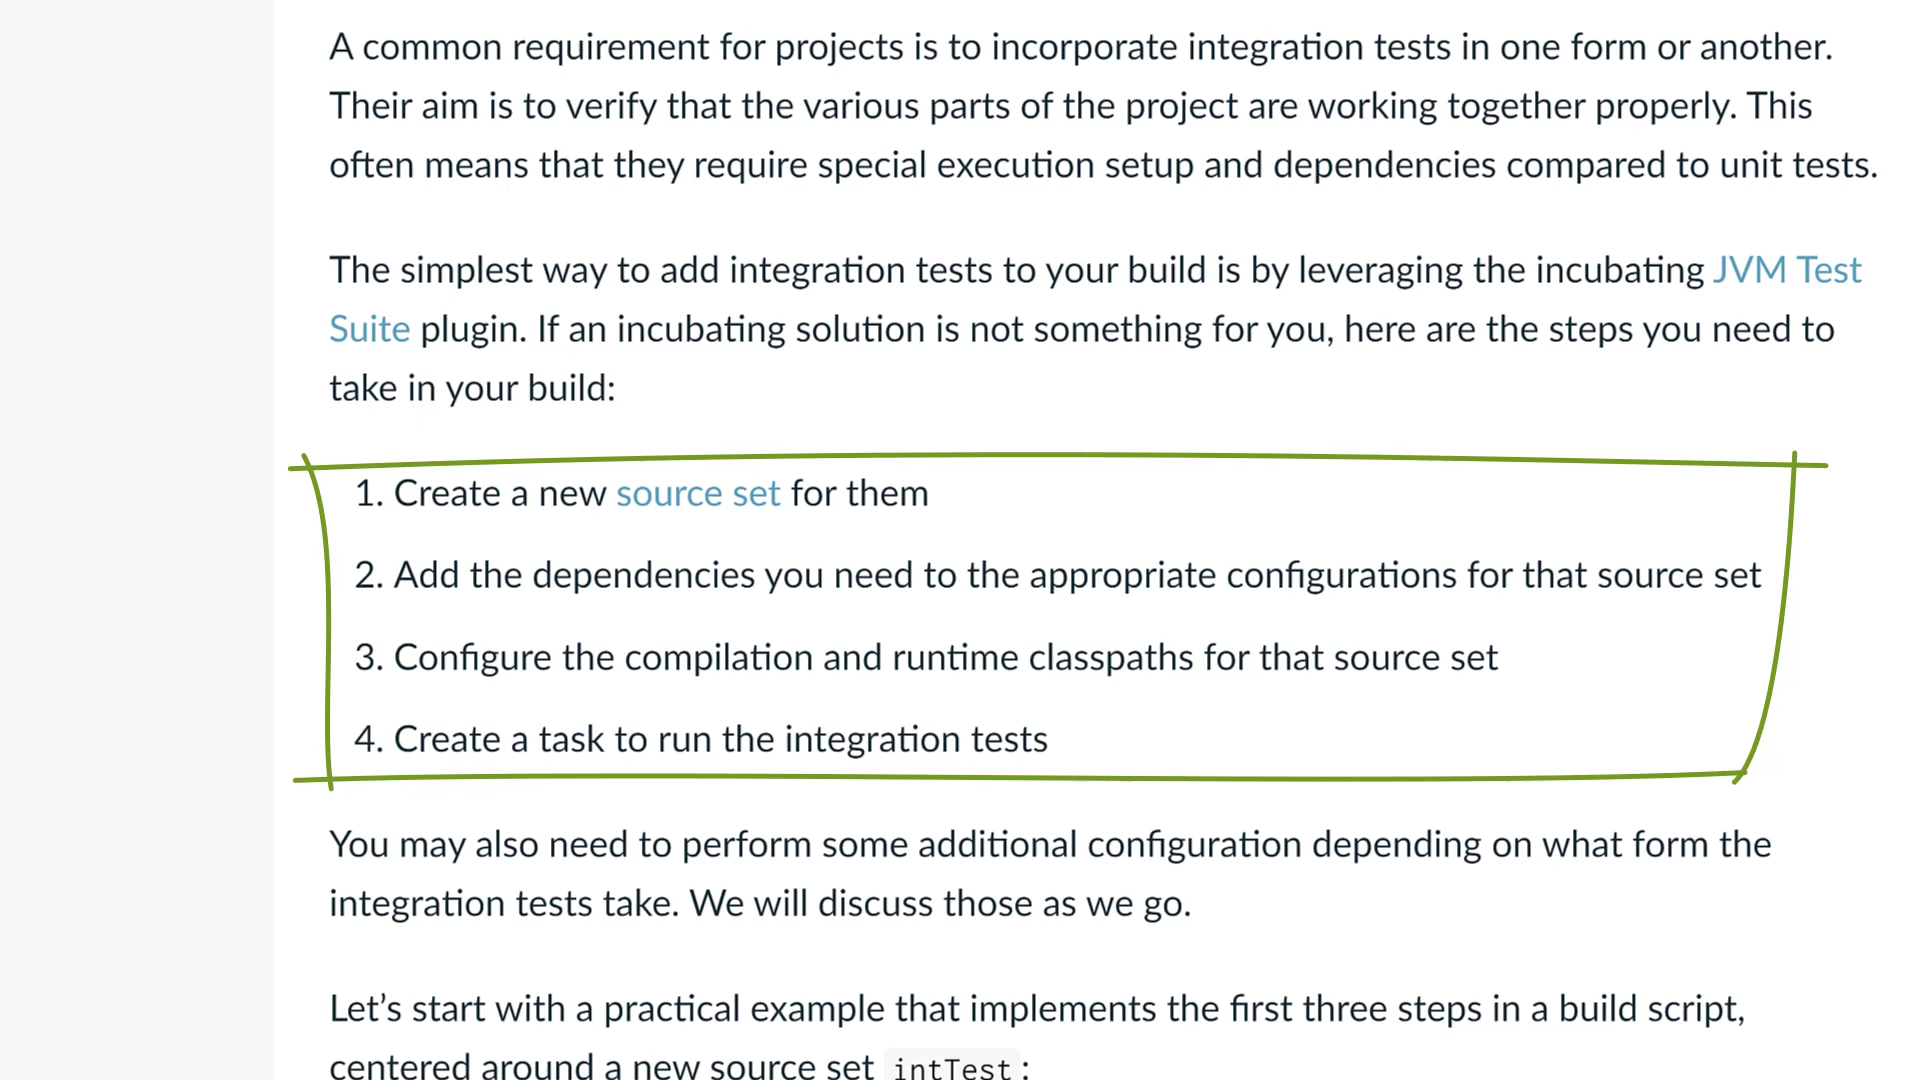 A common requirement for projects is to incorporate integration tests in one form or another.
Their aim is to verify that the various parts of the project are working together properly. This
often means that they require special execution setup and dependencies compared to unit tests.
The simplest way to add integration tests to your build is by leveraging the incubating JVM Test
Suite plugin. If an incubating solution is not something for you, here are the steps you need to
take in your build:
1. Create a new source set for them
2. Add the dependencies you need to the appropriate configurations for that source set
3. Configure the compilation and runtime classpaths for that source set
4. Create a task to run the integration tests
You may also need to perform some additional configuration depending on what form the
integration tests take. We will discuss those as we go.
Let’s start with a practical example that implements the first three steps in a build script,
centered around a new source set intTest: